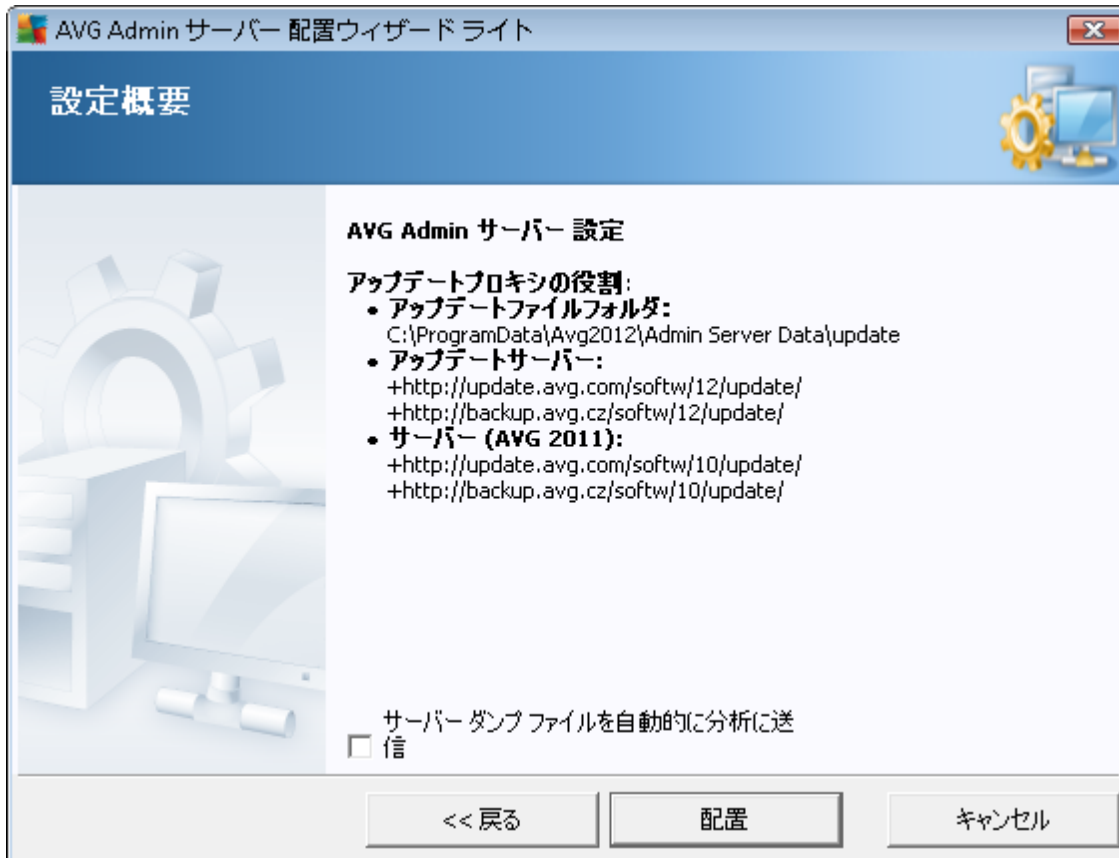 AVG Admin サーバー 配置ウィザード ライト
設定概要
AVG Admin サーバー 設定
アップデートプロキシの役割:
• アップデートファイルフォルダ:
C:\ProgramData\Avg2012\Admin Server Data\update
• アップデートサーバー:
+http://update.avg.com/softw/12/update/
+http://backup.avg.cz/softw/12/update/
• サーバー (AVG 2011):
+http://update.avg.com/softw/10/update/
+http://backup.avg.cz/softw/10/update/
サーバー ダンプ ファイルを自動的に分析に送
信
<< 戻る
配置
キャンセル